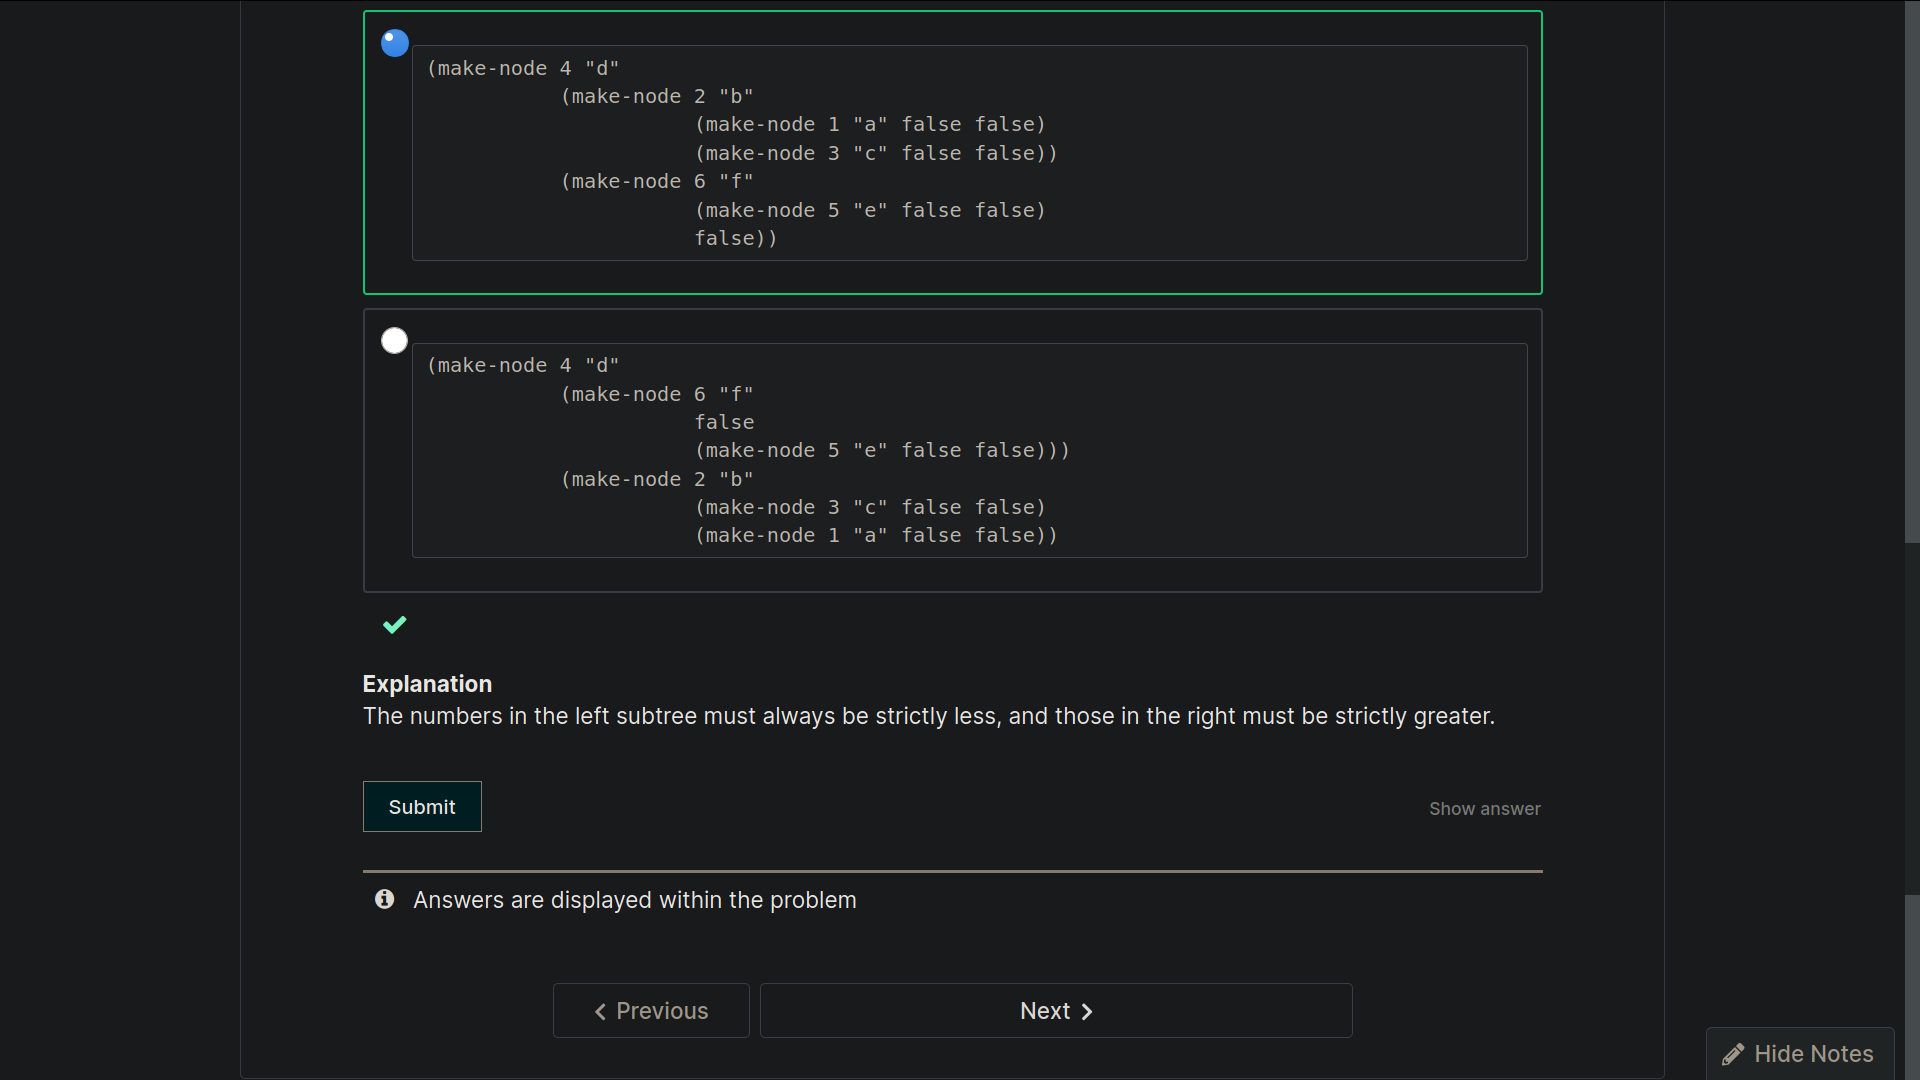 (make-node 4 "d"
(make-node 2 "b"
(make-node 1 "a" false false)
(make-node 3 "c" false false))
(make-node 6 "f"
(make-node 5 "e" false false)
false))
(make-node 4 "d"
(make-node 6 "f"
false
(make-node 5 "e" false false)))
(make-node 2 "b"
(make-node 3 "c" false false)
(make-node 1 "a" false false))
Explanation
The numbers in the left subtree must always be strictly less, and those in the right must be strictly greater.
Submit
Show answer
Answers are displayed within the problem
Previous
Next
Hide Notes